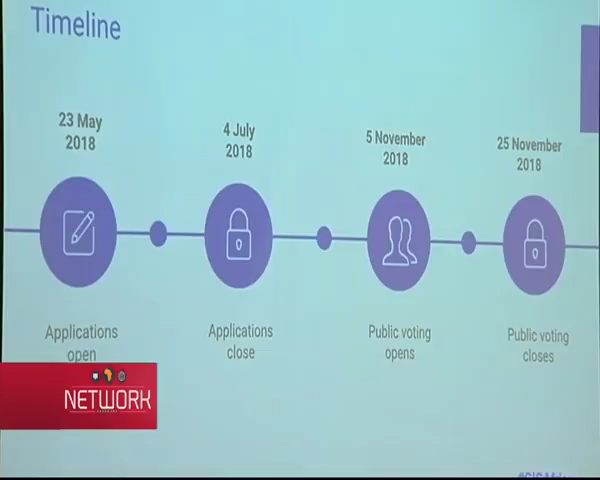 Timeline
23 May
2018
4 July
2018
5 November
2018
25 November
2018
Applications
open
Applications
close
Public voting
opens
Public voting
closes
NETWORK